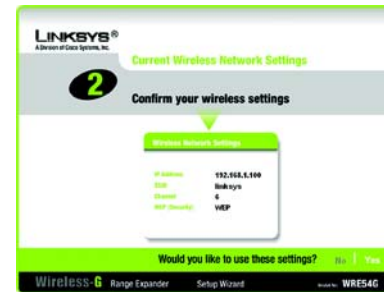 LINKSYS®
A Division of Cisco Systems, Inc.
Current Wireless Network Settings
2
Confirm your wireless settings
Wireless Network Settings
IP Address: 192.168.1.100
SSID: linksys
Channel: 6
WEP (Security): WEP
Would you like to use these settings? No Yes
Wireless-G Range Expander Setup Wizard Model No. WRE54G